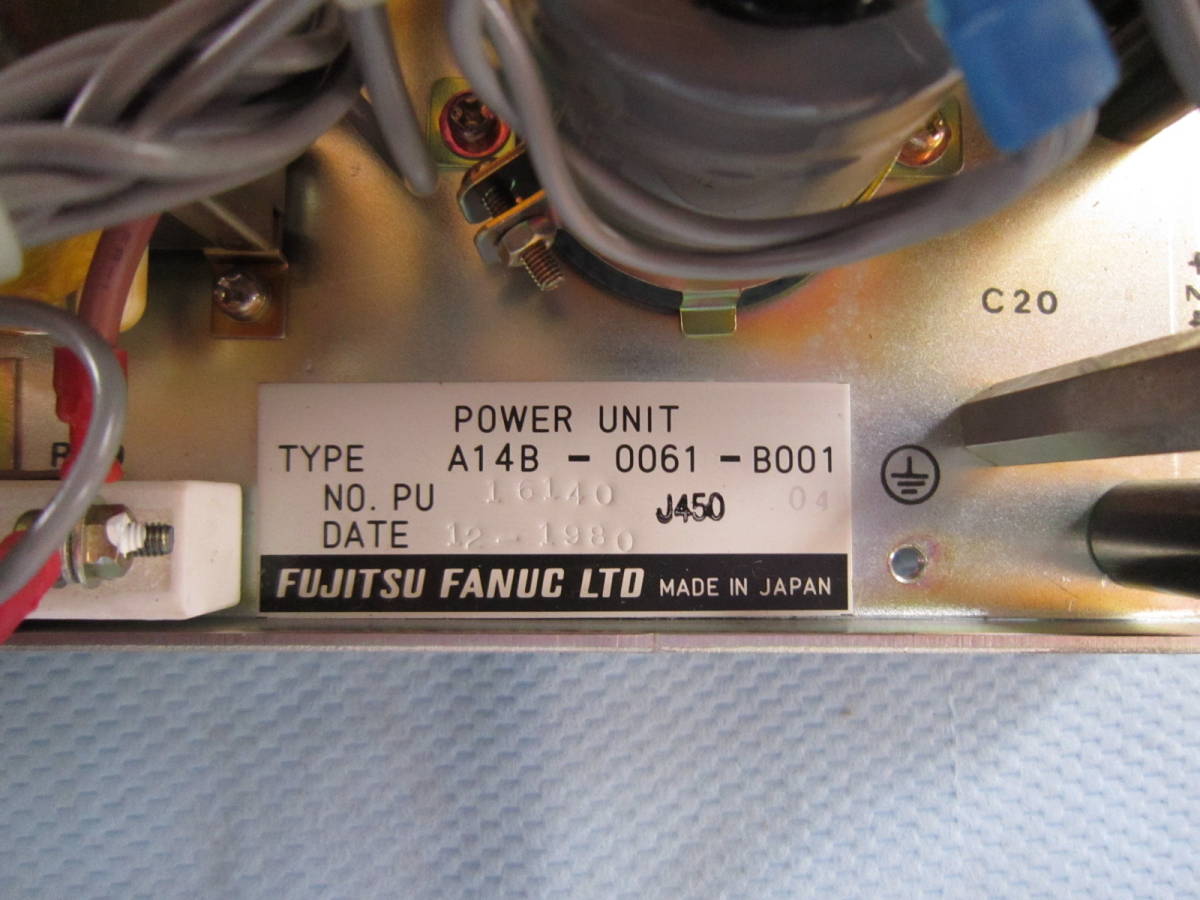 C20
424
POWER UNIT
TYPE A14B - 0061 - B001
NO. PU 16140 J450 04
DATE 12 - 1980
FUJITSU FANUC LTD MADE IN JAPAN